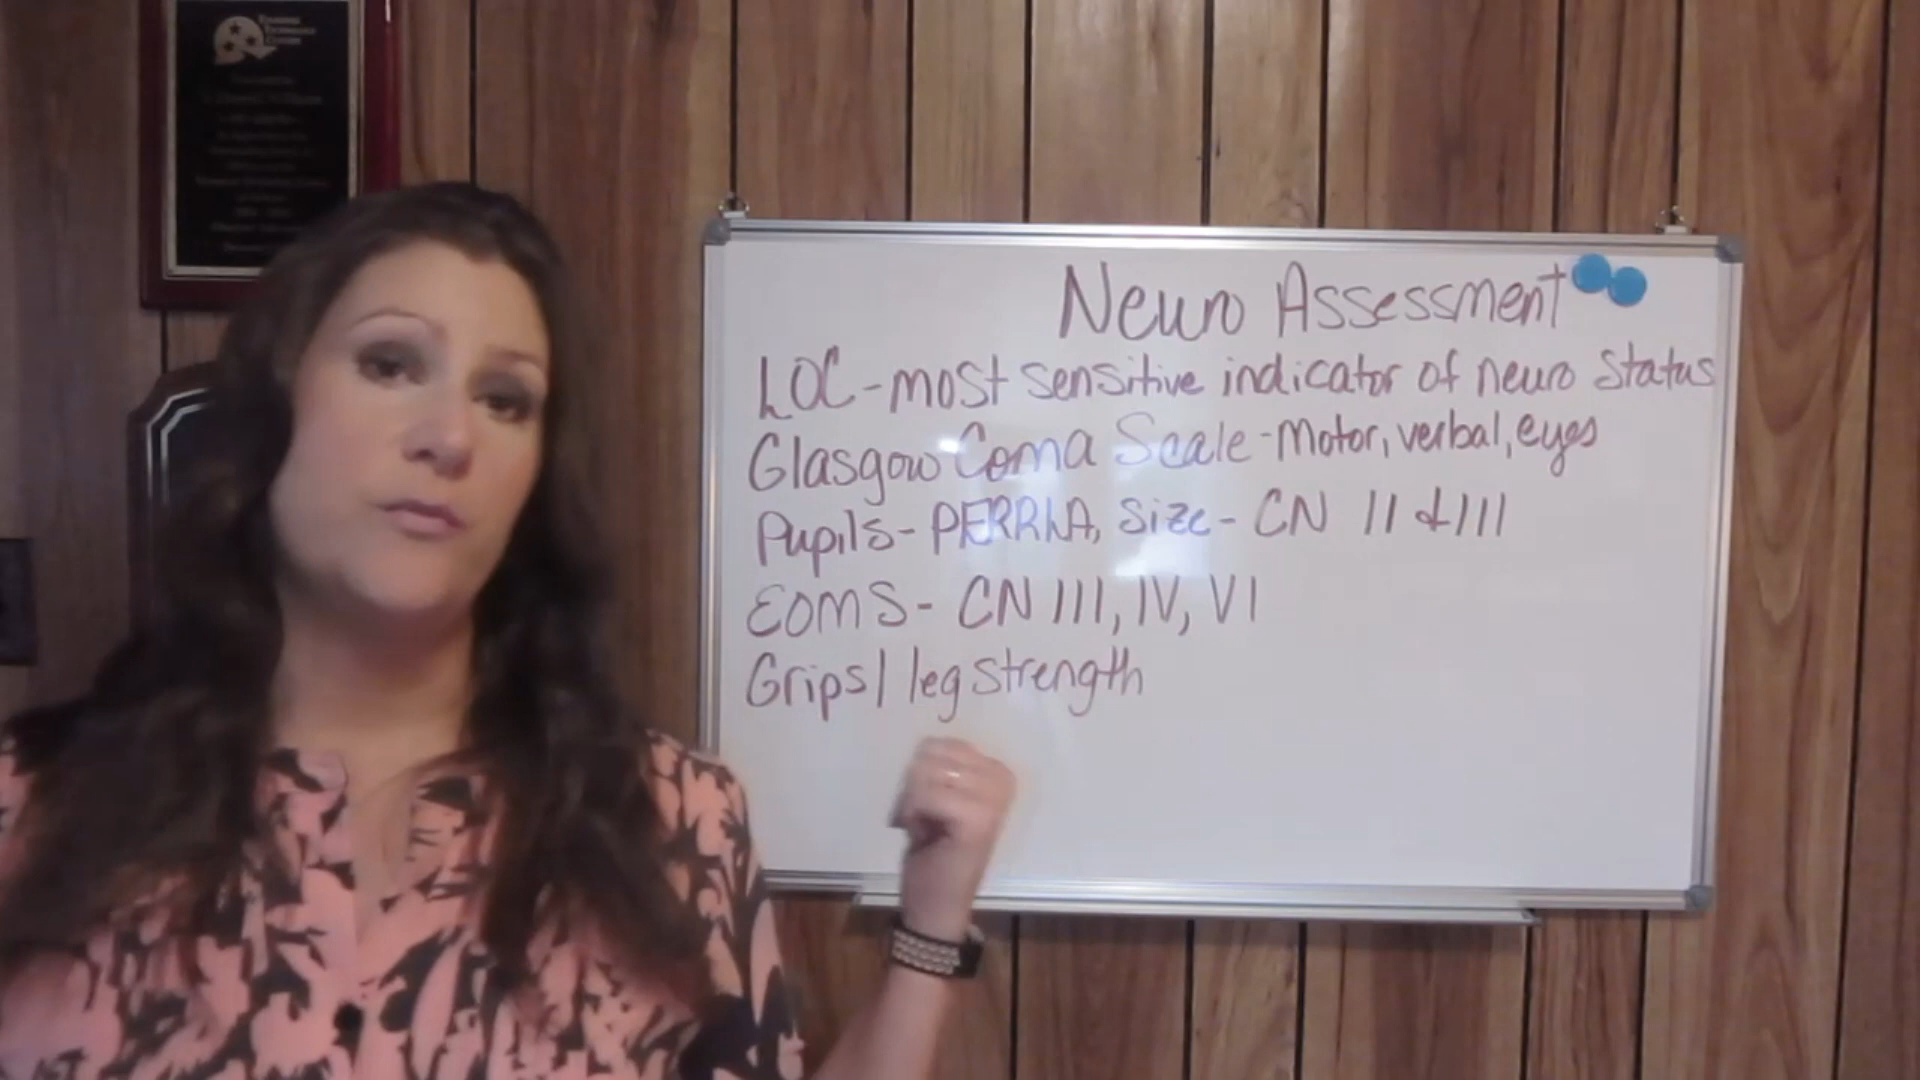 Neuro Assessment
LOC-most sensitive indicator of neuro status
Glasgow Coma Scale-Motor, verbal, eyes
Pupils- PERRLA, size- CN II & III
EOMS- CN III, IV, VI
Grips/ leg strength